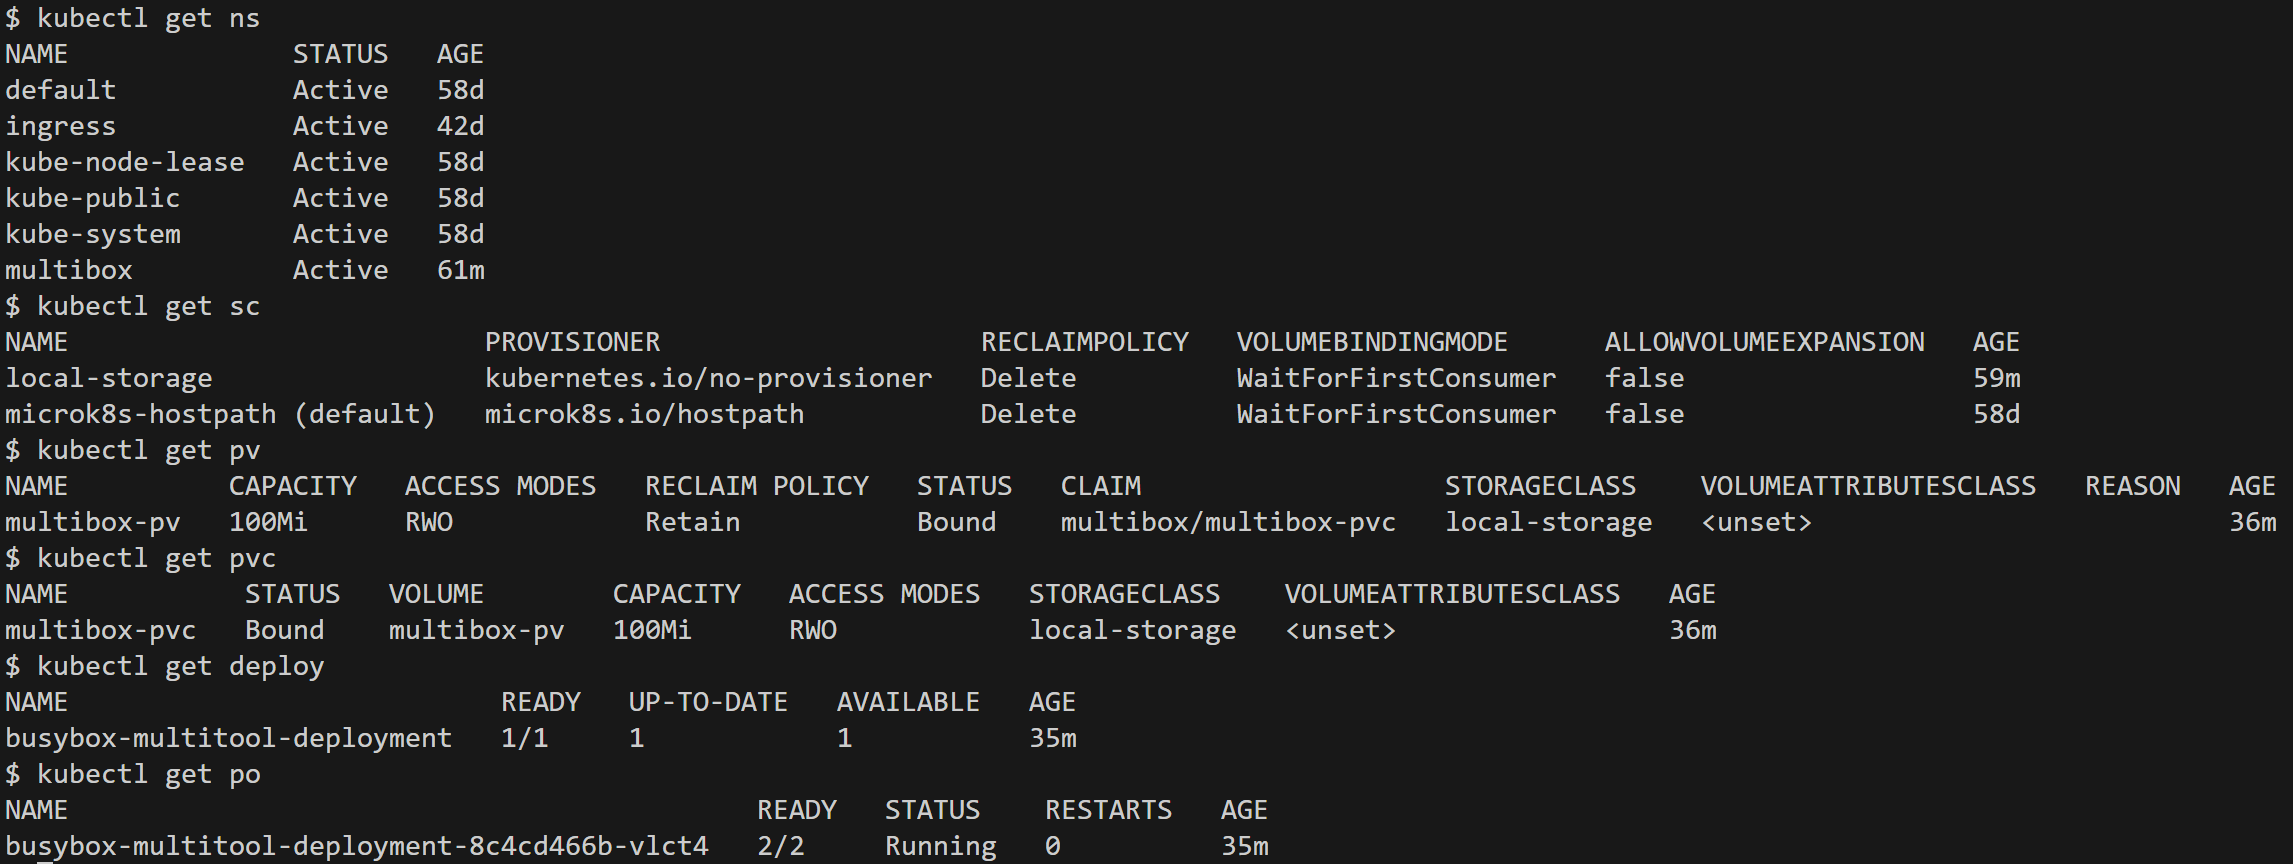 $ kubectl get ns
NAME              STATUS   AGE
default           Active   58d
ingress           Active   42d
kube-node-lease   Active   58d
kube-public       Active   58d
kube-system       Active   58d
multibox          Active   61m
$ kubectl get sc
NAME                          PROVISIONER                    RECLAIMPOLICY   VOLUMEBINDINGMODE      ALLOWVOLUMEEXPANSION   AGE
local-storage                 kubernetes.io/no-provisioner   Delete          WaitForFirstConsumer   false                  59m
microk8s-hostpath (default)   microk8s.io/hostpath           Delete          WaitForFirstConsumer   false                  58d
$ kubectl get pv
NAME          CAPACITY   ACCESS MODES   RECLAIM POLICY   STATUS   CLAIM                   STORAGECLASS    VOLUMEATTRIBUTESCLASS   REASON   AGE
multibox-pv   100Mi      RWO            Retain           Bound    multibox/multibox-pvc   local-storage   <unset>                          36m
$ kubectl get pvc
NAME           STATUS   VOLUME        CAPACITY   ACCESS MODES   STORAGECLASS    VOLUMEATTRIBUTESCLASS   AGE
multibox-pvc   Bound    multibox-pv   100Mi      RWO            local-storage   <unset>                 36m
$ kubectl get deploy
NAME                           READY   UP-TO-DATE   AVAILABLE   AGE
busybox-multitool-deployment   1/1     1            1           35m
$ kubectl get po
NAME                                           READY   STATUS    RESTARTS   AGE
busybox-multitool-deployment-8c4cd466b-vlct4   2/2     Running   0          35m